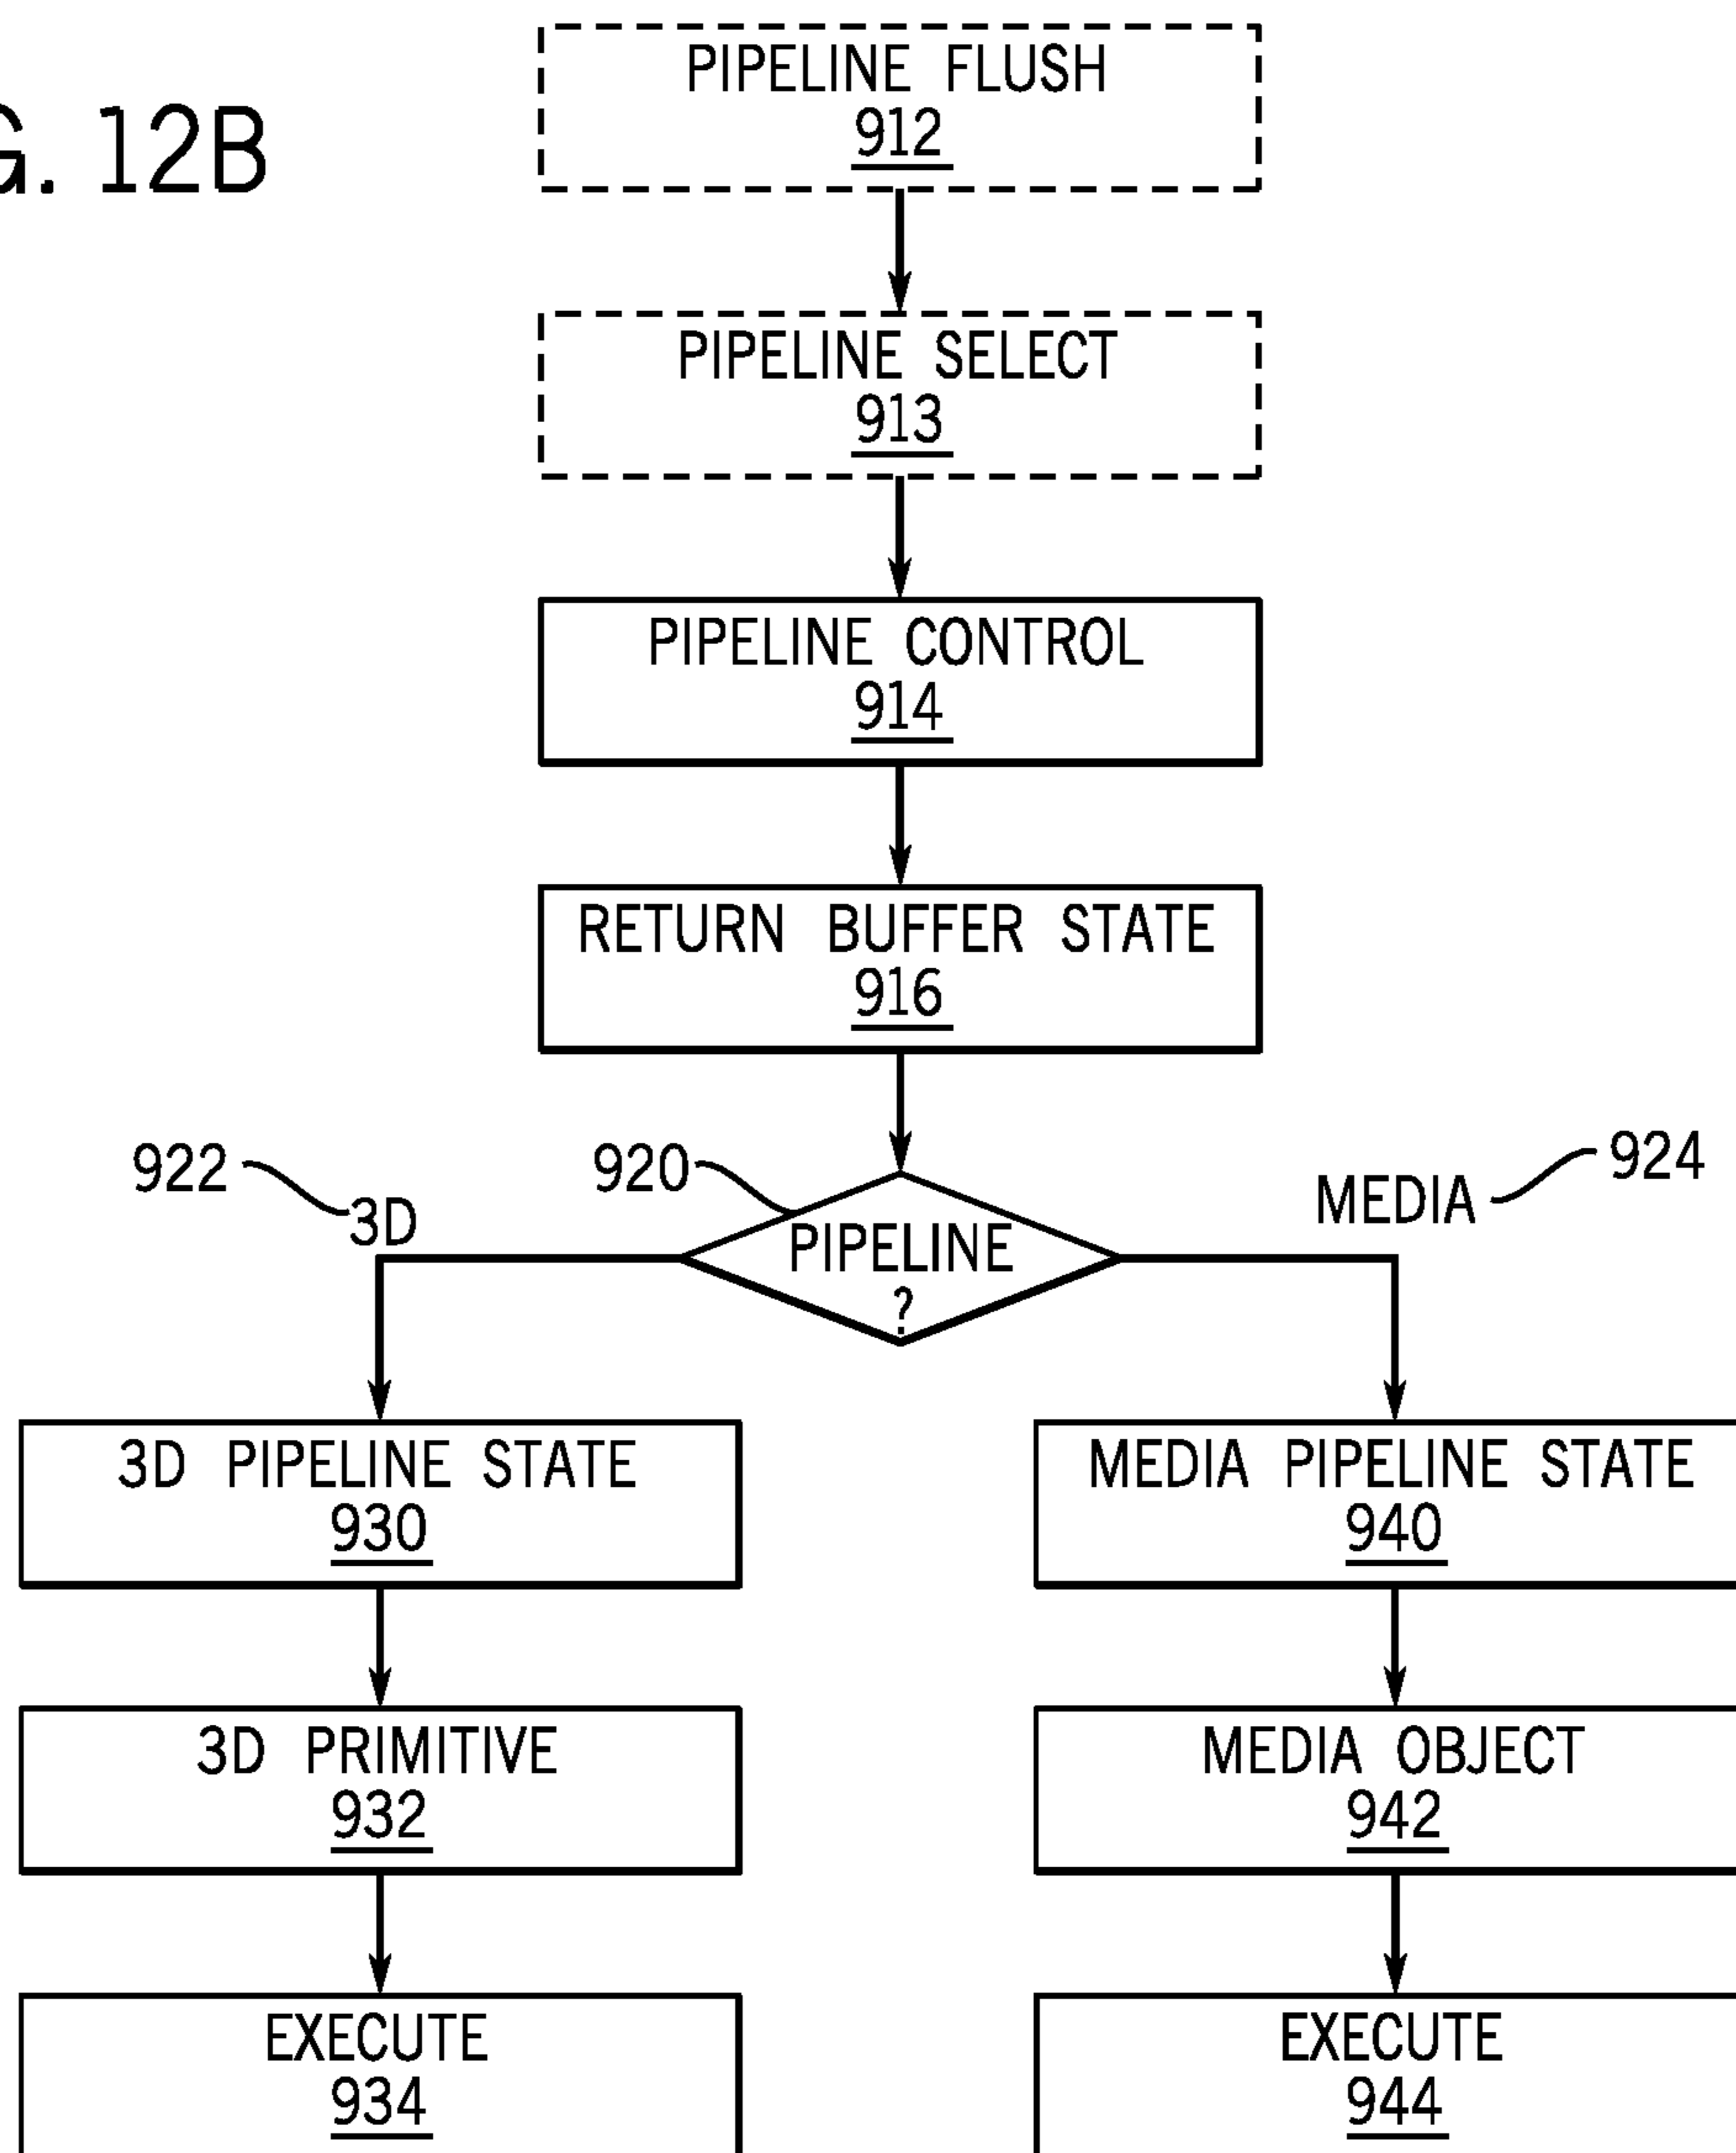 G. 12B
PIPELINE FLUSH
912
PIPELINE SELECT
913
PIPELINE CONTROL
914
RETURN BUFFER STATE
916
922
3D
920
PIPELINE
?
MEDIA
924
3D PIPELINE STATE
930
MEDIA PIPELINE STATE
940
3D PRIMITIVE
932
MEDIA OBJECT
942
EXECUTE
934
EXECUTE
944